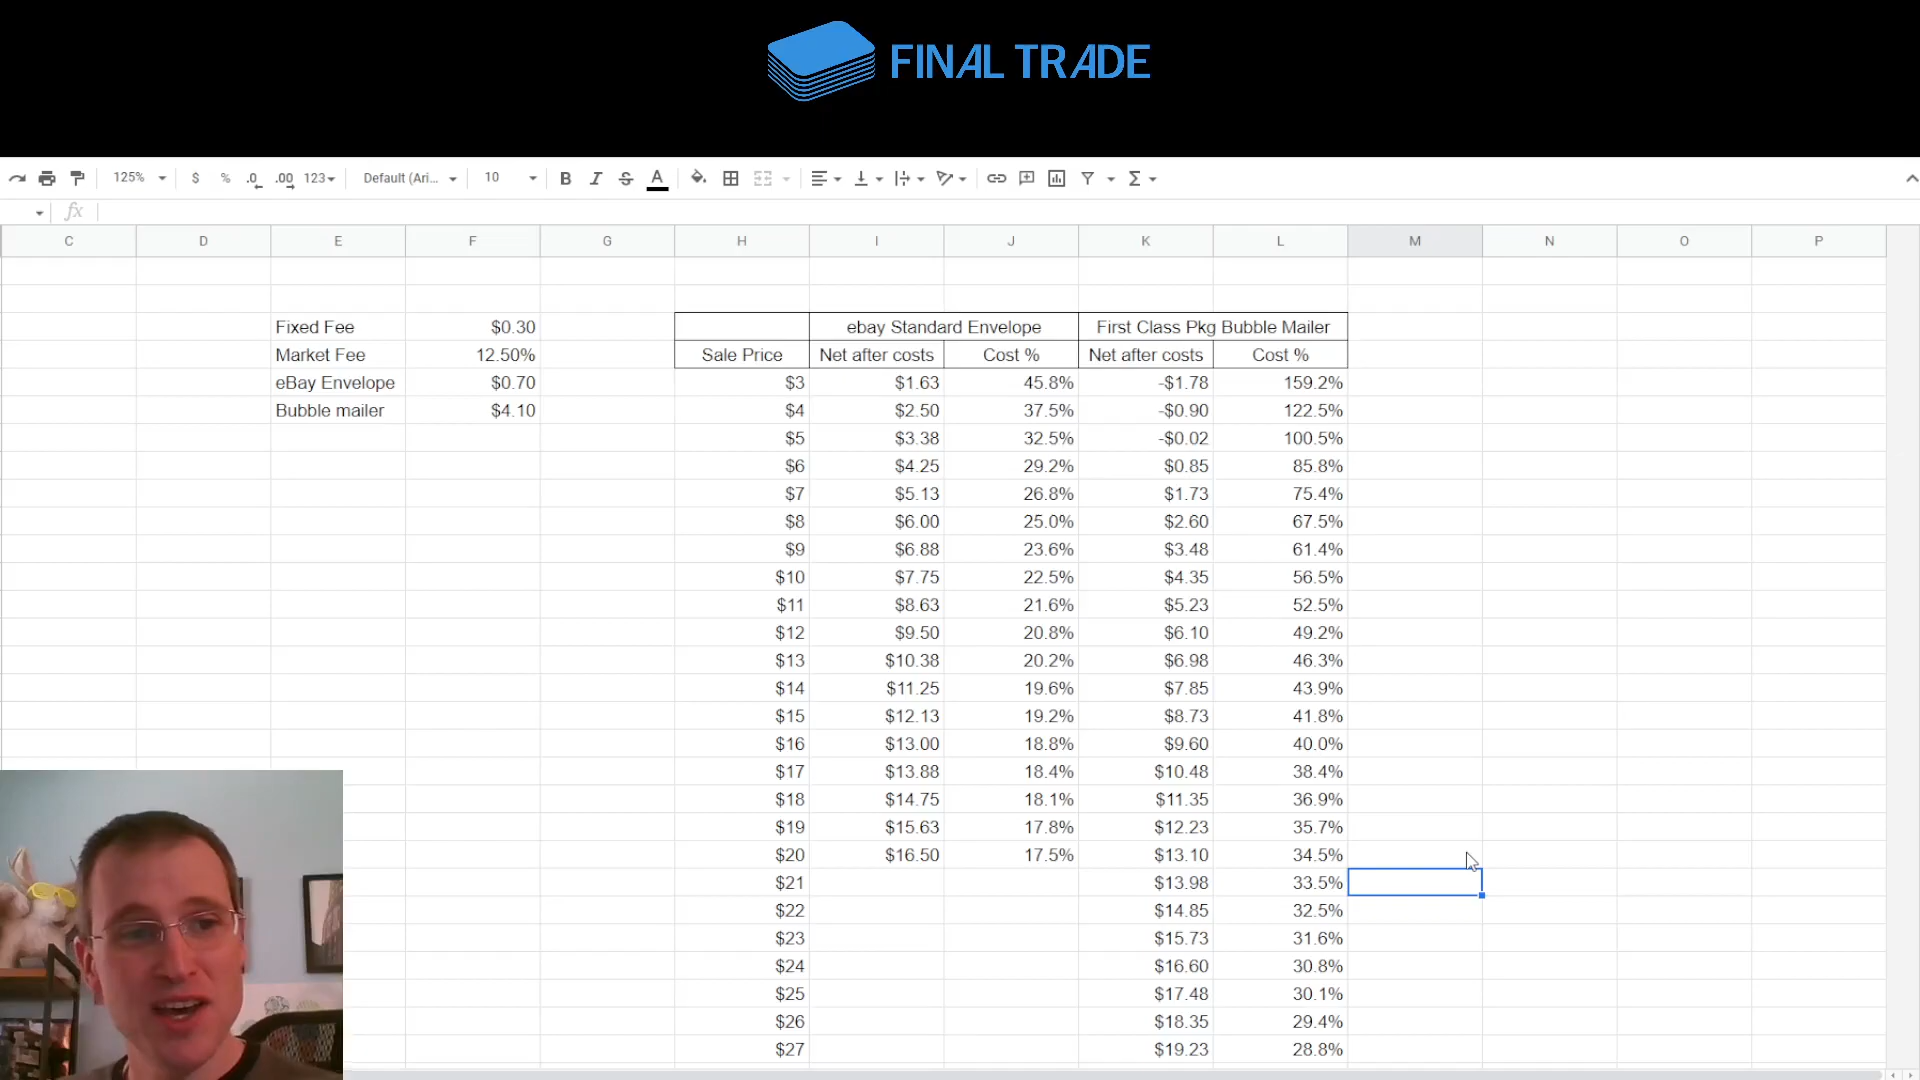 FINAL TRADE
125% $ % .0 .00 123 Default (Ari... 10 B I S A
fx
C D E F G H I J K L M N O P
Fixed Fee $0.30 ebay Standard Envelope First Class Pkg Bubble Mailer
Market Fee 12.50% Sale Price Net after costs Cost % Net after costs Cost %
eBay Envelope $0.70 $3 $1.63 45.8% -$1.78 159.2%
Bubble mailer $4.10 $4 $2.50 37.5% -$0.90 122.5%
$5 $3.38 32.5% -$0.02 100.5%
$6 $4.25 29.2% $0.85 85.8%
$7 $5.13 26.8% $1.73 75.4%
$8 $6.00 25.0% $2.60 67.5%
$9 $6.88 23.6% $3.48 61.4%
$10 $7.75 22.5% $4.35 56.5%
$11 $8.63 21.6% $5.23 52.5%
$12 $9.50 20.8% $6.10 49.2%
$13 $10.38 20.2% $6.98 46.3%
$14 $11.25 19.6% $7.85 43.9%
$15 $12.13 19.2% $8.73 41.8%
$16 $13.00 18.8% $9.60 40.0%
$17 $13.88 18.4% $10.48 38.4%
$18 $14.75 18.1% $11.35 36.9%
$19 $15.63 17.8% $12.23 35.7%
$20 $16.50 17.5% $13.10 34.5%
$21 $13.98 33.5%
$22 $14.85 32.5%
$23 $15.73 31.6%
$24 $16.60 30.8%
$25 $17.48 30.1%
$26 $18.35 29.4%
$27 $19.23 28.8%